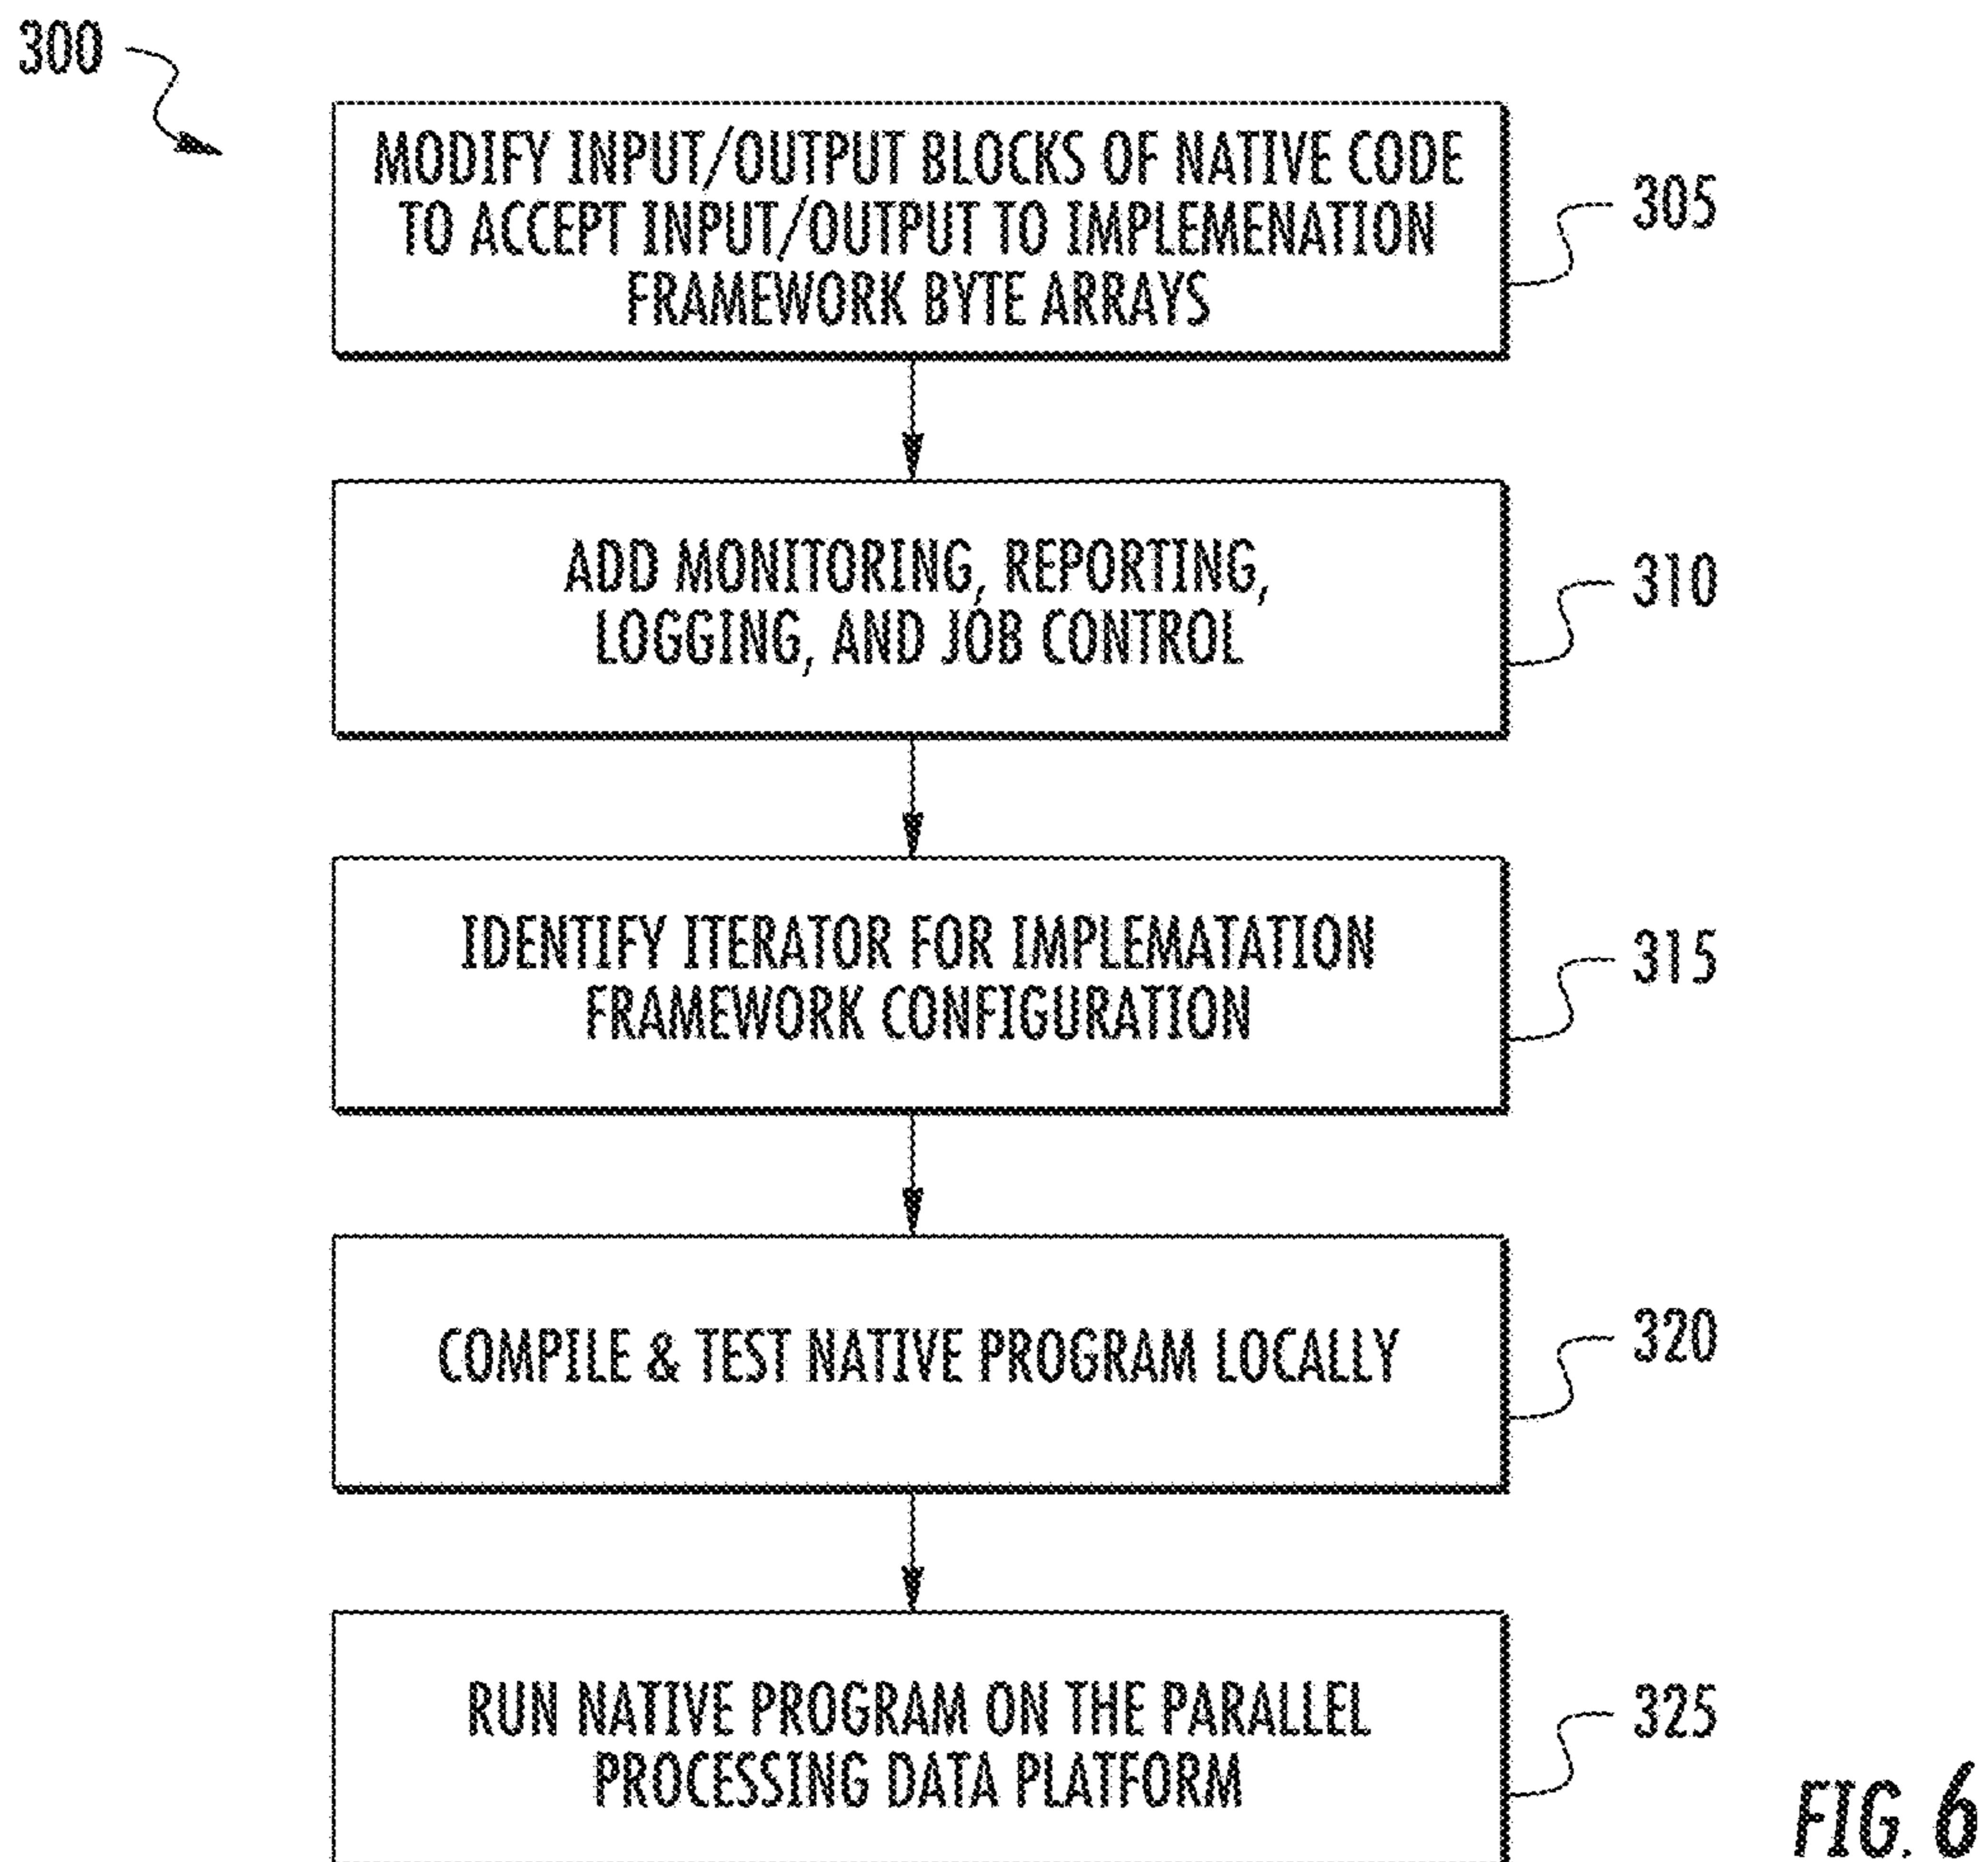 300
MODIFY INPUT/OUTPUT BLOCKS OF NATIVE CODE
TO ACCEPT INPUT/OUTPUT TO IMPLEMENATION
FRAMEWORK BYTE ARRAYS
305
ADD MONITORING, REPORTING,
LOGGING, AND JOB CONTROL
310
IDENTIFY ITERATOR FOR IMPLEMATATION
FRAMEWORK CONFIGURATION
315
COMPILE & TEST NATIVE PROGRAM LOCALLY
320
RUN NATIVE PROGRAM ON THE PARALLEL
PROCESSING DATA PLATFORM
325
FIG. 6